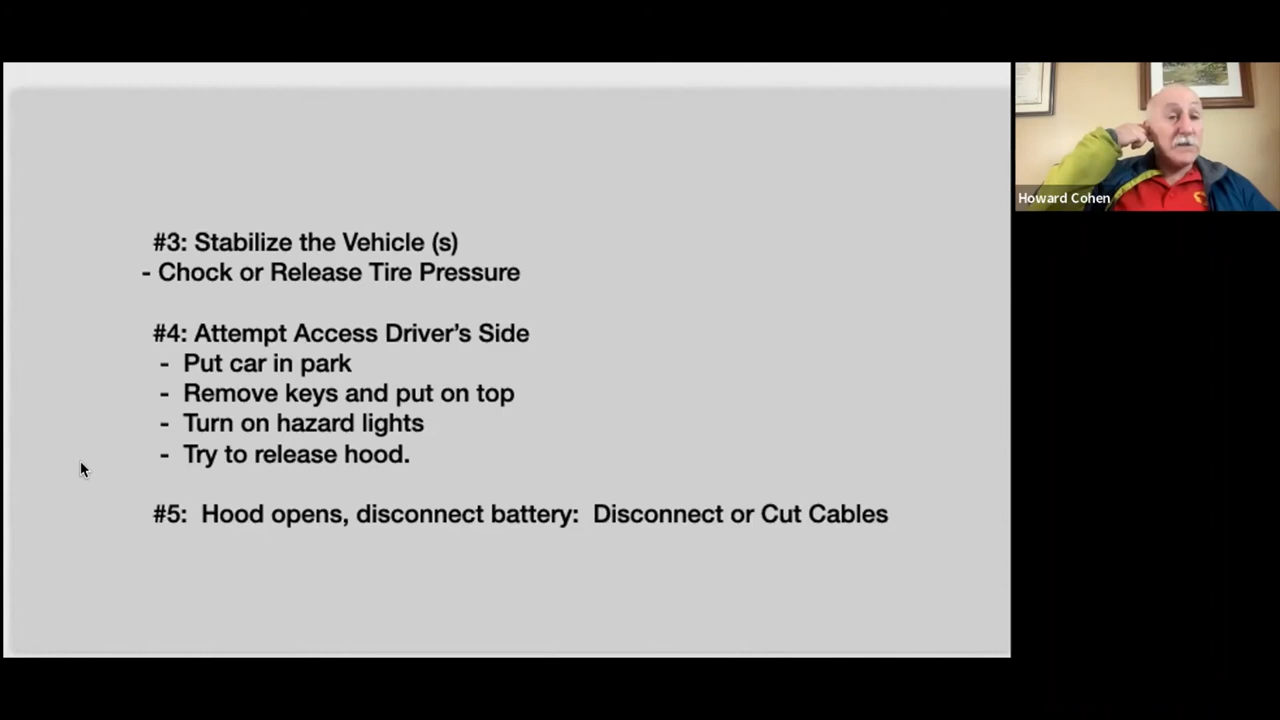 #3: Stabilize the Vehicle (s)
- Chock or Release Tire Pressure
#4: Attempt Access Driver's Side
- Put car in park
- Remove keys and put on top
- Turn on hazard lights
- Try to release hood.
#5: Hood opens, disconnect battery: Disconnect or Cut Cables
Howard Cohen